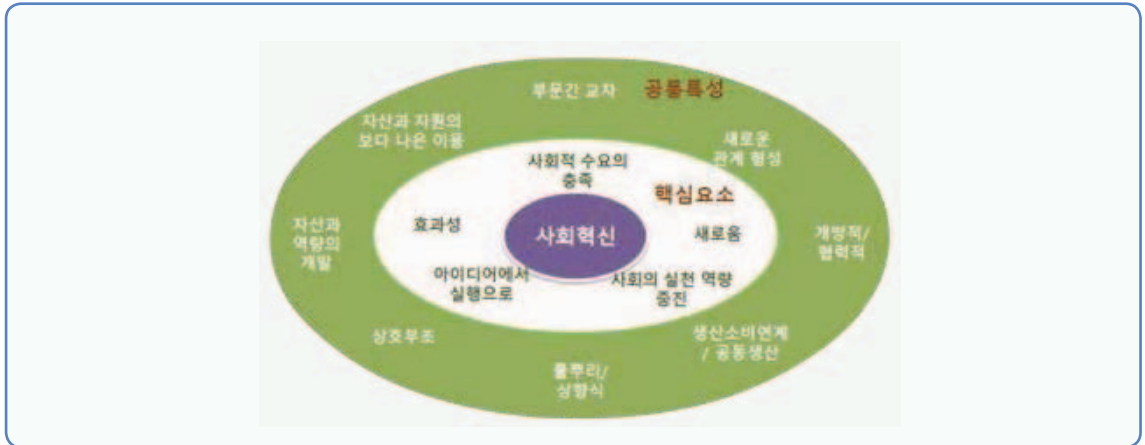 부문간 교차
공통특성
자산과 자원의
보다 나은 이용
새로운
관계 형성
사회적 수요의
충족
핵심요소
자산과
역량의
개발
효과성
사회혁신
새로움
개방적/
협력적
아이디어에서
실행으로
사회의 실천 역량
증진
상호부조
생산소비연계
/ 공동생산
풀뿌리/
상향식